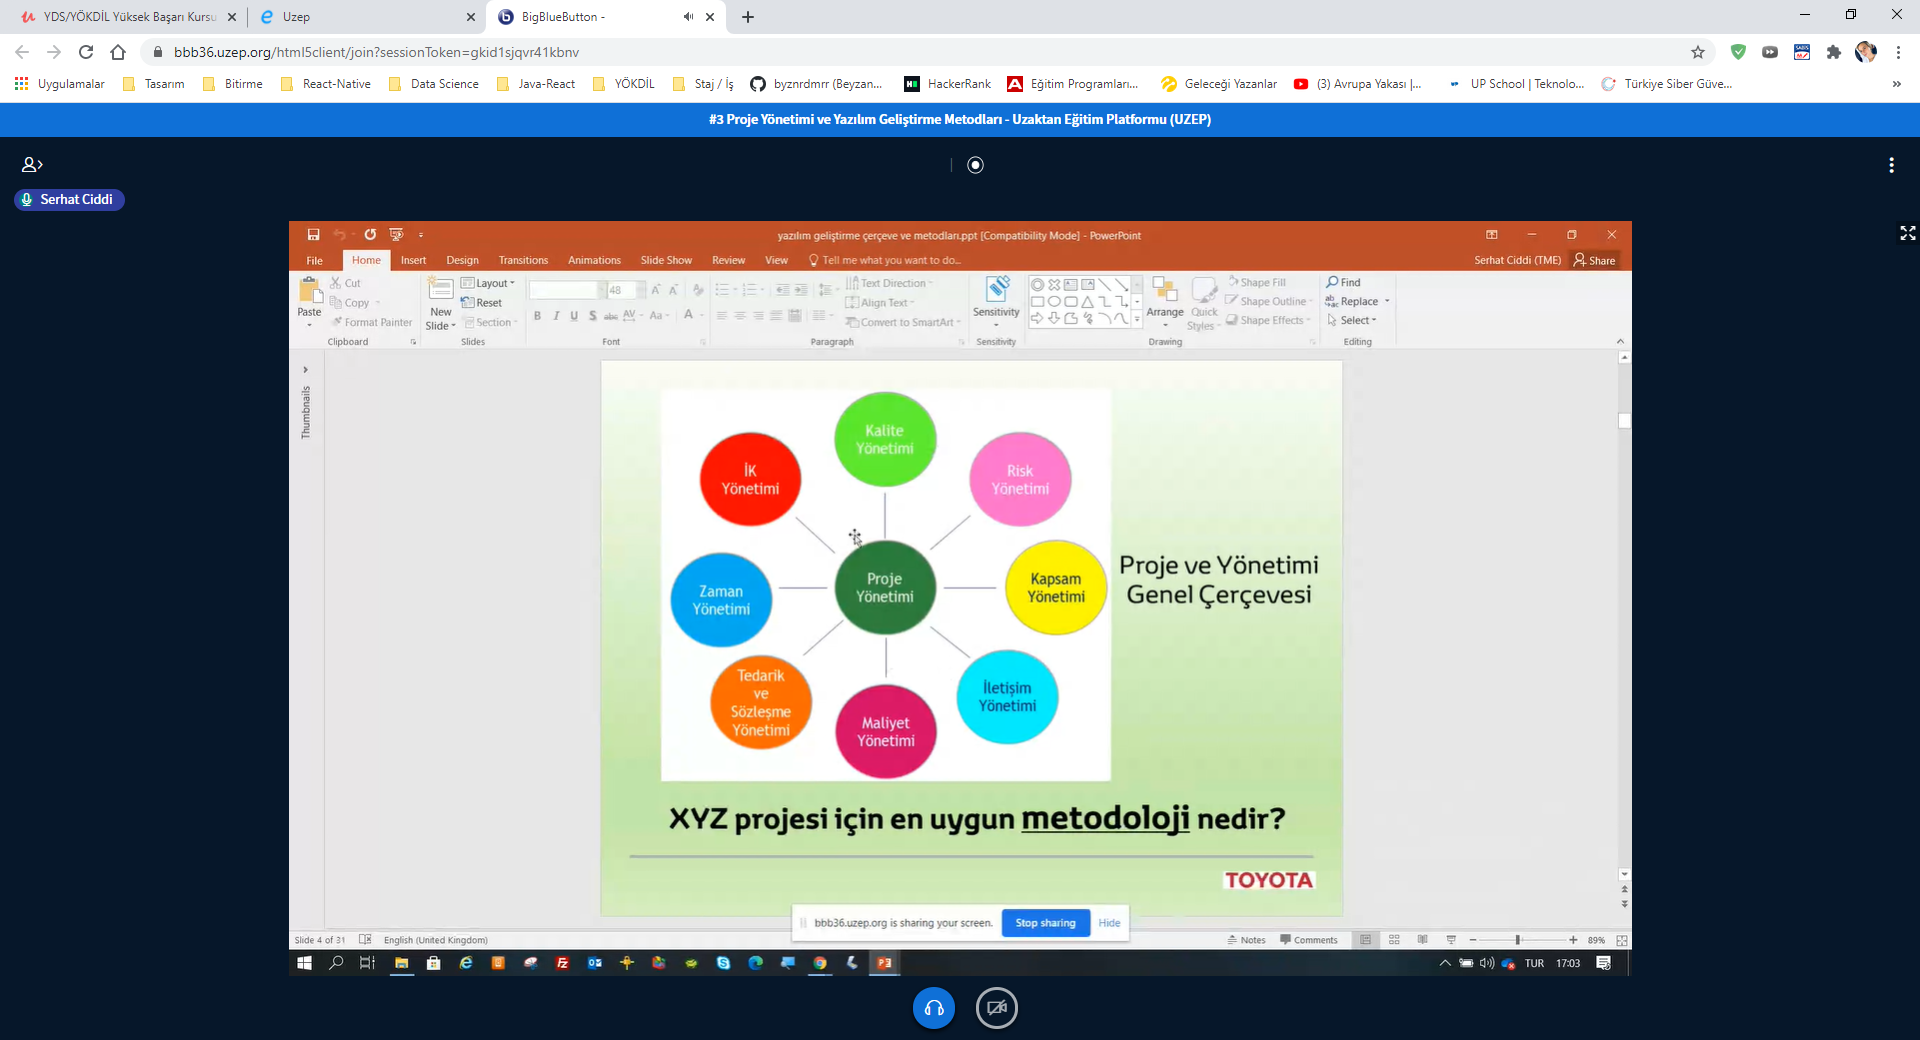 YDS/YÖKDİL Yüksek Başarı Kursu
Uzep
BigBlueButton -
bbb36.uzep.org/html5client/join?sessionToken=gkid1sjqvr41kbnv
Uygulamalar
Tasarım
Bitirme
React-Native
Data Science
Java-React
YÖKDİL
Staj / İş
byznrdmrr (Beyzan...
HackerRank
Eğitim Programları...
Geleceği Yazanlar
(3) Avrupa Yakası |...
UP School | Teknolo...
Türkiye Siber Güve...
»
#3 Proje Yönetimi ve Yazılım Geliştirme Metodları - Uzaktan Eğitim Platformu (UZEP)
Serhat Ciddi
yazılım geliştirme çerçeve ve metodları.ppt [Compatibility Mode] - PowerPoint
File
Home
Insert
Design
Transitions
Animations
Slide Show
Review
View
Tell me what you want to do...
Serhat Ciddi (TME)
Share
Paste
Cut
Copy
Format Painter
Clipboard
New
Slide
Layout
Reset
Section
Slides
48
B I U S abc AV Aa A
Font
Text Direction
Align Text
Convert to SmartArt
Paragraph
Sensitivity
Sensitivity
Arrange
Quick
Styles
Shape Fill
Shape Outline
Shape Effects
Drawing
Find
Replace
Select
Editing
Thumbnails
Kalite
Yönetimi
İK
Yönetimi
Risk
Yönetimi
Zaman
Yönetimi
Proje
Yönetimi
Kapsam
Yönetimi
Proje ve Yönetimi
Genel Çerçevesi
Tedarik
ve
Sözleşme
Yönetimi
Maliyet
Yönetimi
İletişim
Yönetimi
XYZ projesi için en uygun metodoloji nedir?
TOYOTA
bbb36.uzep.org is sharing your screen.
Stop sharing
Hide
Slide 4 of 31
English (United Kingdom)
Notes
Comments
89%
TUR
17:03